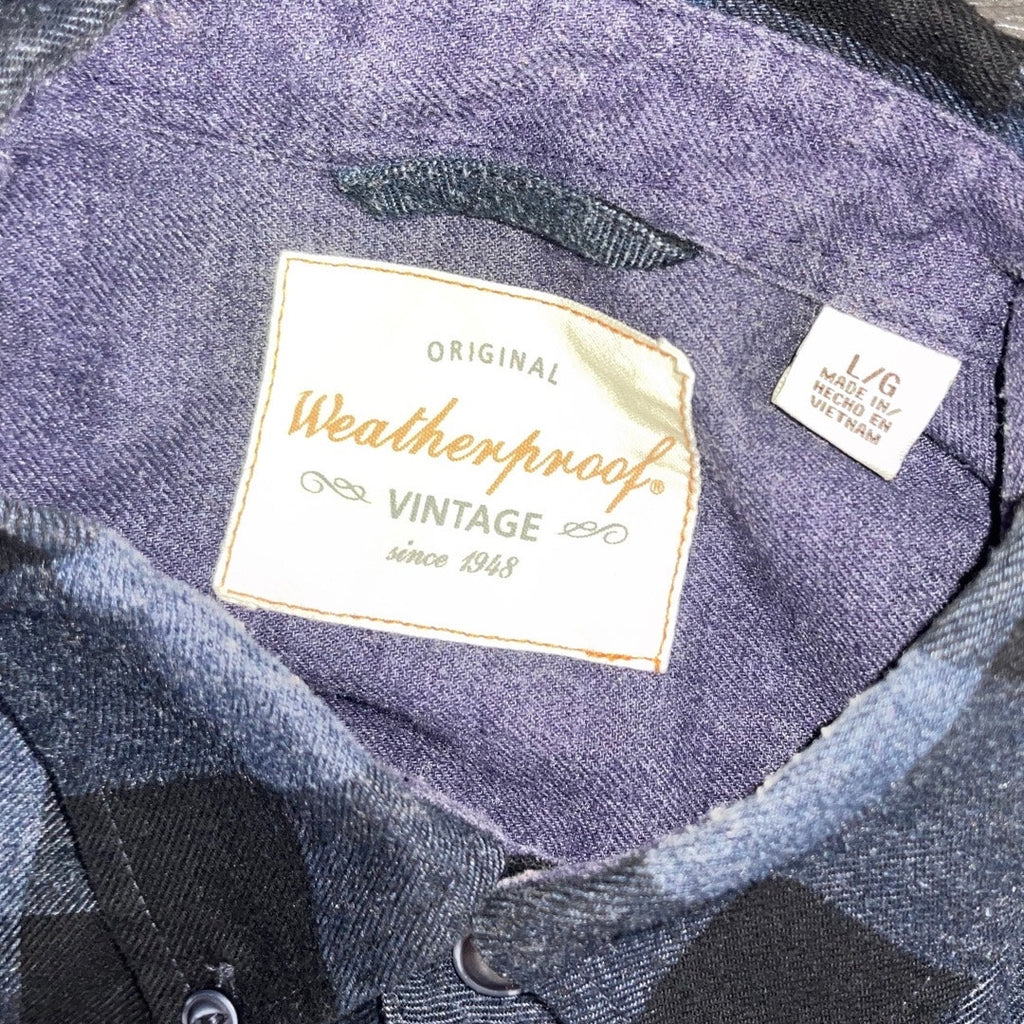 ORIGINAL
Weatherproof®
VINTAGE
since 1948
L/G
MADE IN/
HECHO EN
VIETNAM